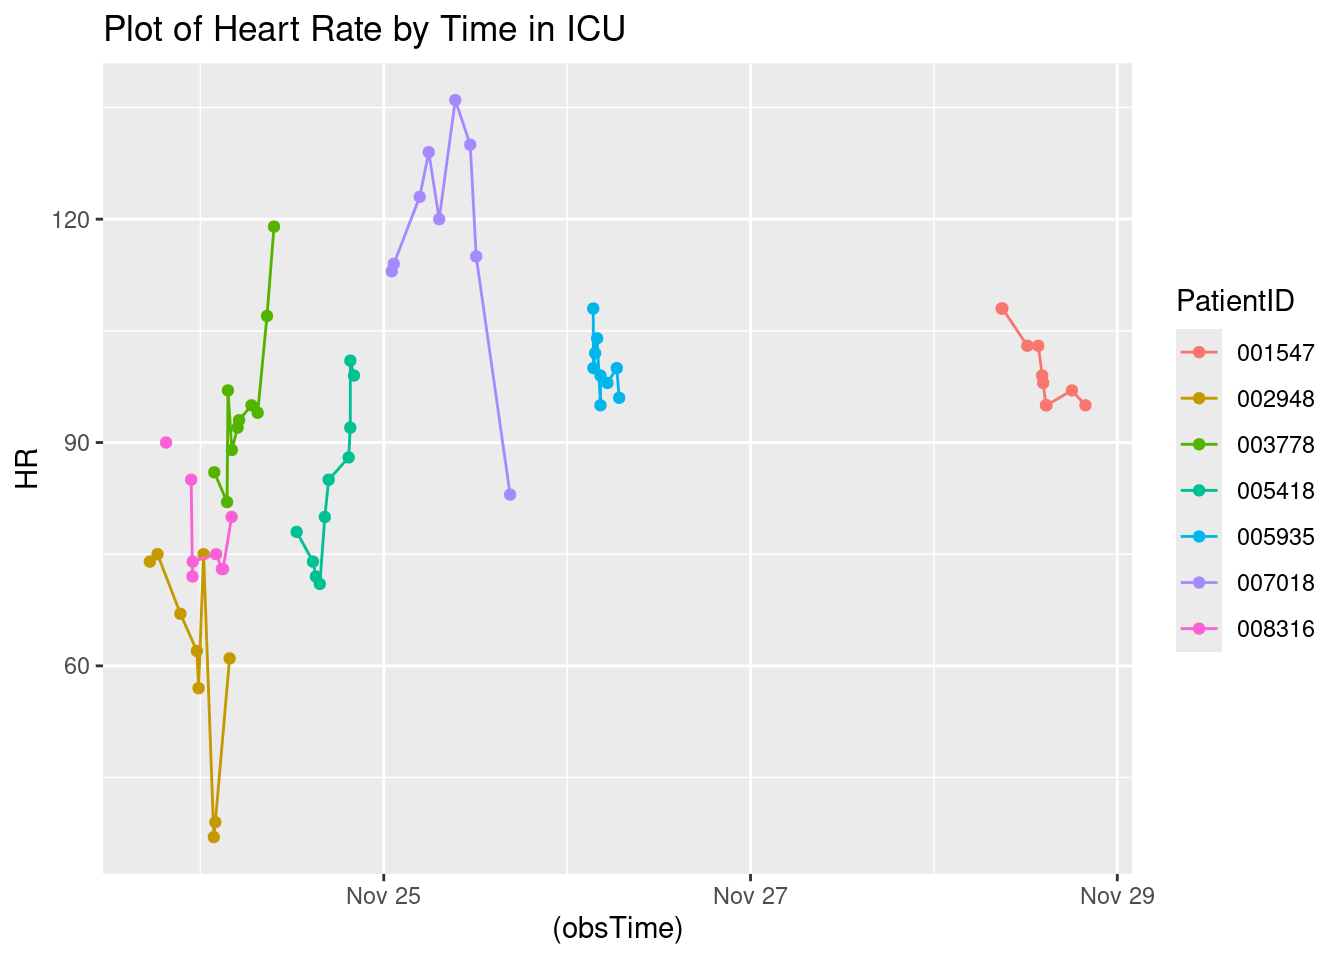 Plot of Heart Rate by Time in ICU
HR
120
90
60
Nov 25
Nov 27
Nov 29
(obsTime)
PatientID
001547
002948
003778
005418
005935
007018
008316